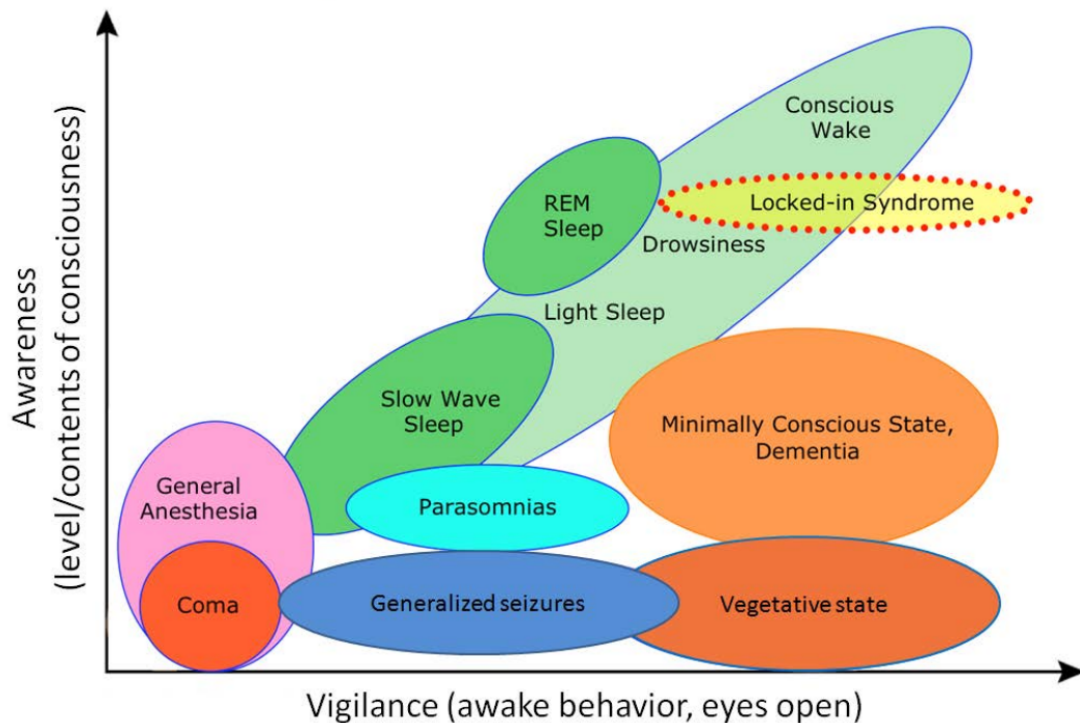 Awareness
(level/contents of consciousness)
Conscious
Wake
REM
Sleep
Locked-in Syndrome
Drowsiness
Light Sleep
Slow Wave
Sleep
Minimally Conscious State,
Dementia
General
Anesthesia
Parasomnias
Coma
Generalized seizures
Vegetative state
Vigilance (awake behavior, eyes open)